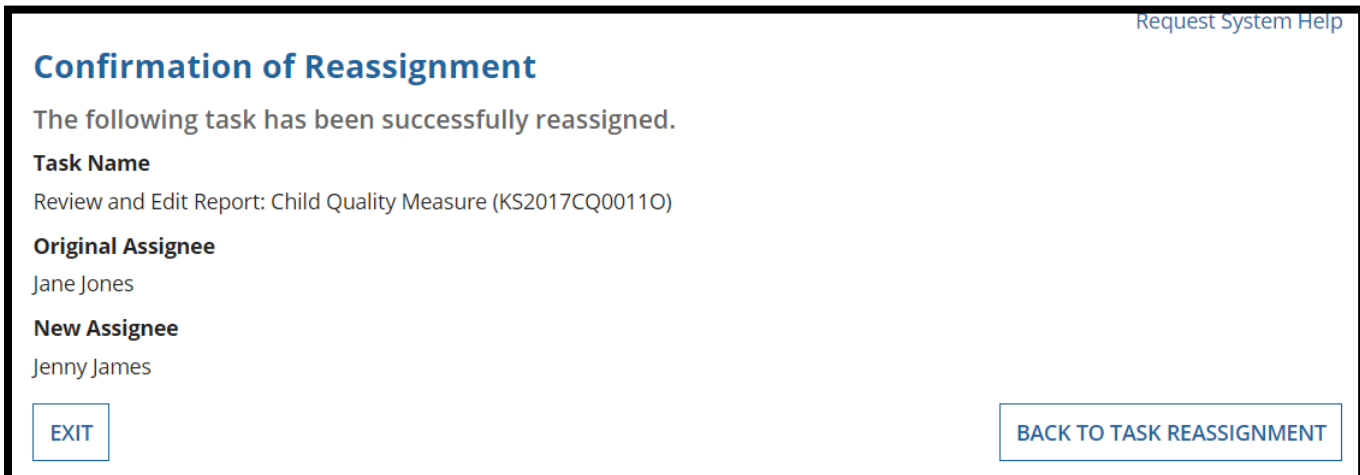 Request System Help
Confirmation of Reassignment
The following task has been successfully reassigned.
Task Name
Review and Edit Report: Child Quality Measure (KS2017CQ0011O)
Original Assignee
Jane Jones
New Assignee
Jenny James
EXIT
BACK TO TASK REASSIGNMENT